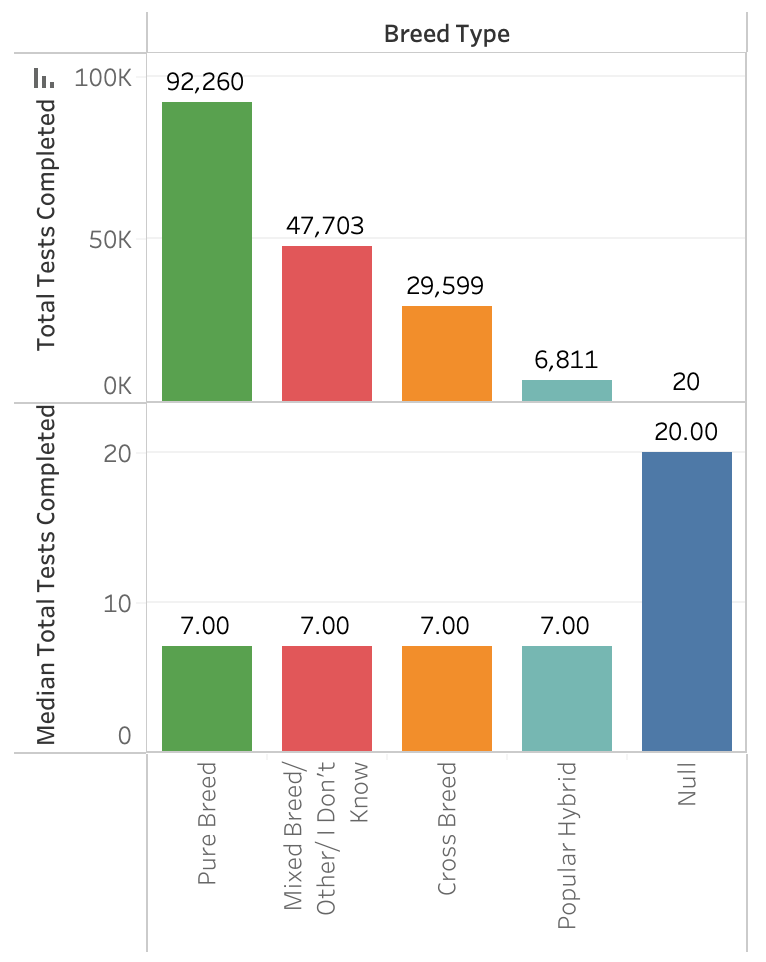 Breed Type
Total Tests Completed
100K
50K
0K
92,260
47,703
29,599
6,811
20
Median Total Tests Completed
20
10
0
7.00
7.00
7.00
7.00
20.00
Pure Breed
Mixed Breed/
Other/ I Don't
Know
Cross Breed
Popular Hybrid
Null